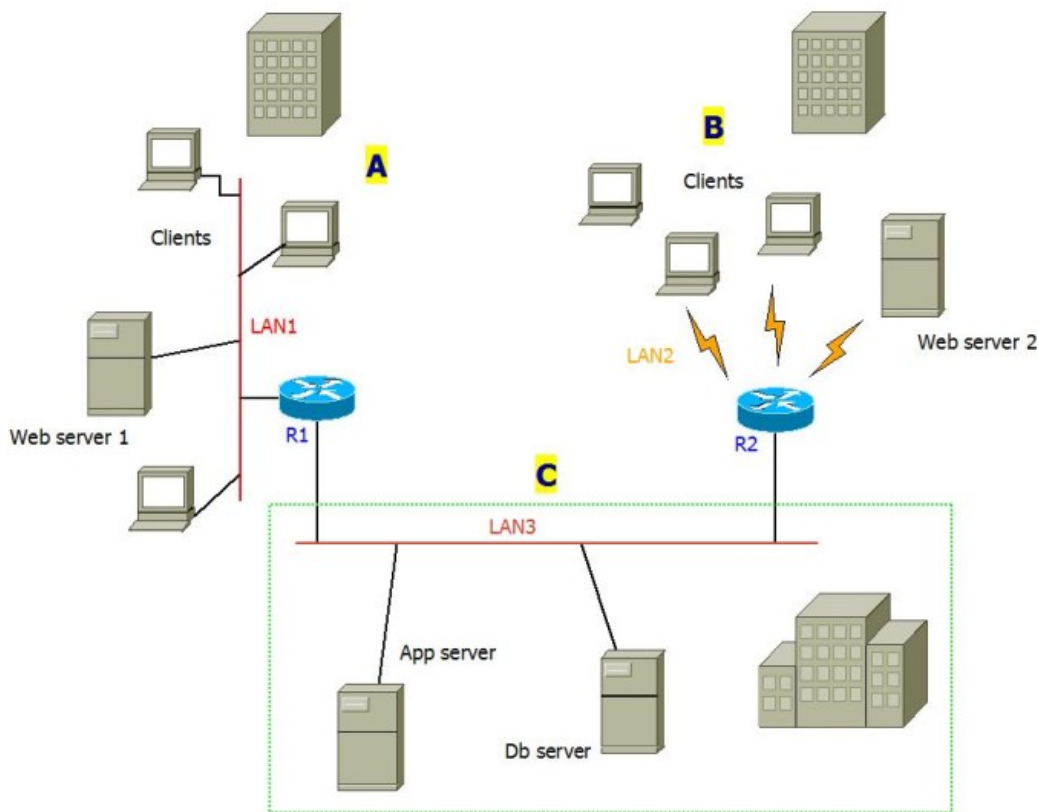 A
B
Clients
Clients
LAN1
LAN2
Web server 2
Web server 1
R1
R2
C
LAN3
App server
Db server